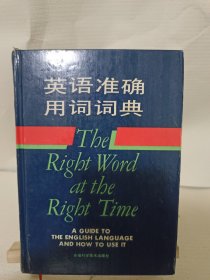 英语准确
用词词典
The
Right Word
at the
Right Time
A GUIDE TO
THE ENGLISH LANGUAGE
AND HOW TO USE IT